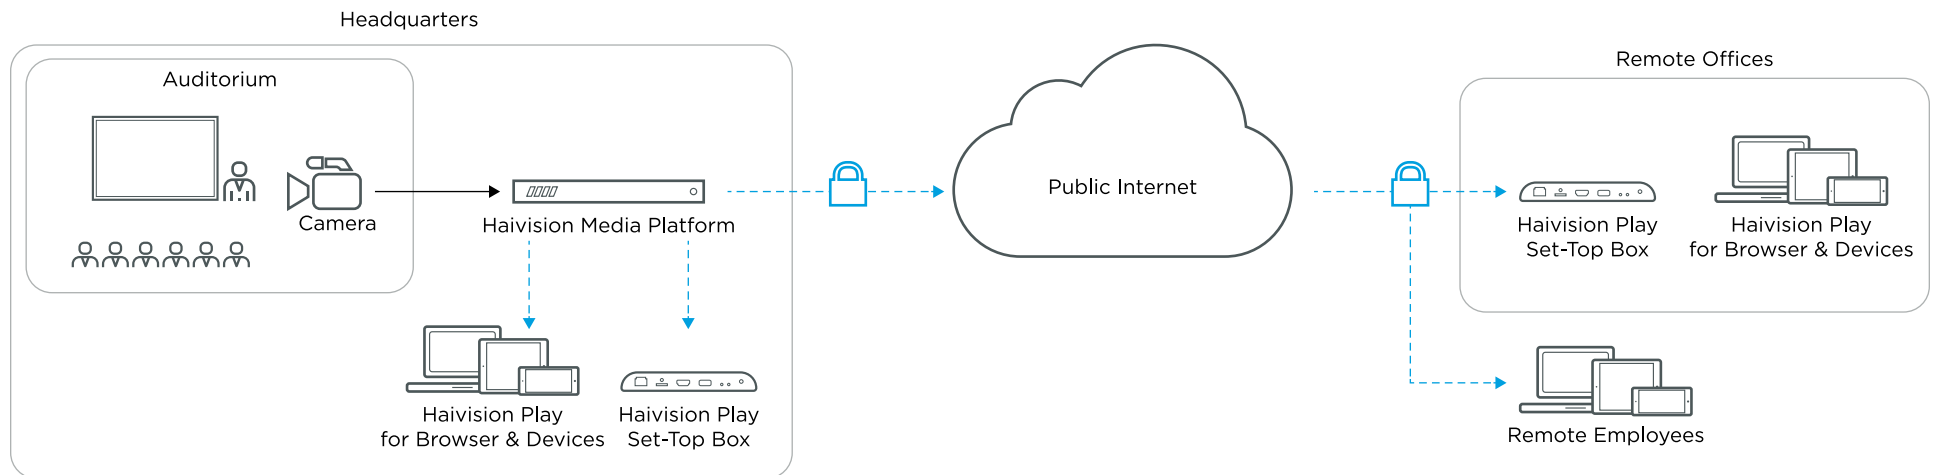 Headquarters
Auditorium
Camera
Haivision Media Platform
Haivision Play
for Browser & Devices
Haivision Play
Set-Top Box
Public Internet
Remote Offices
Haivision Play
Set-Top Box
Haivision Play
for Browser & Devices
Remote Employees